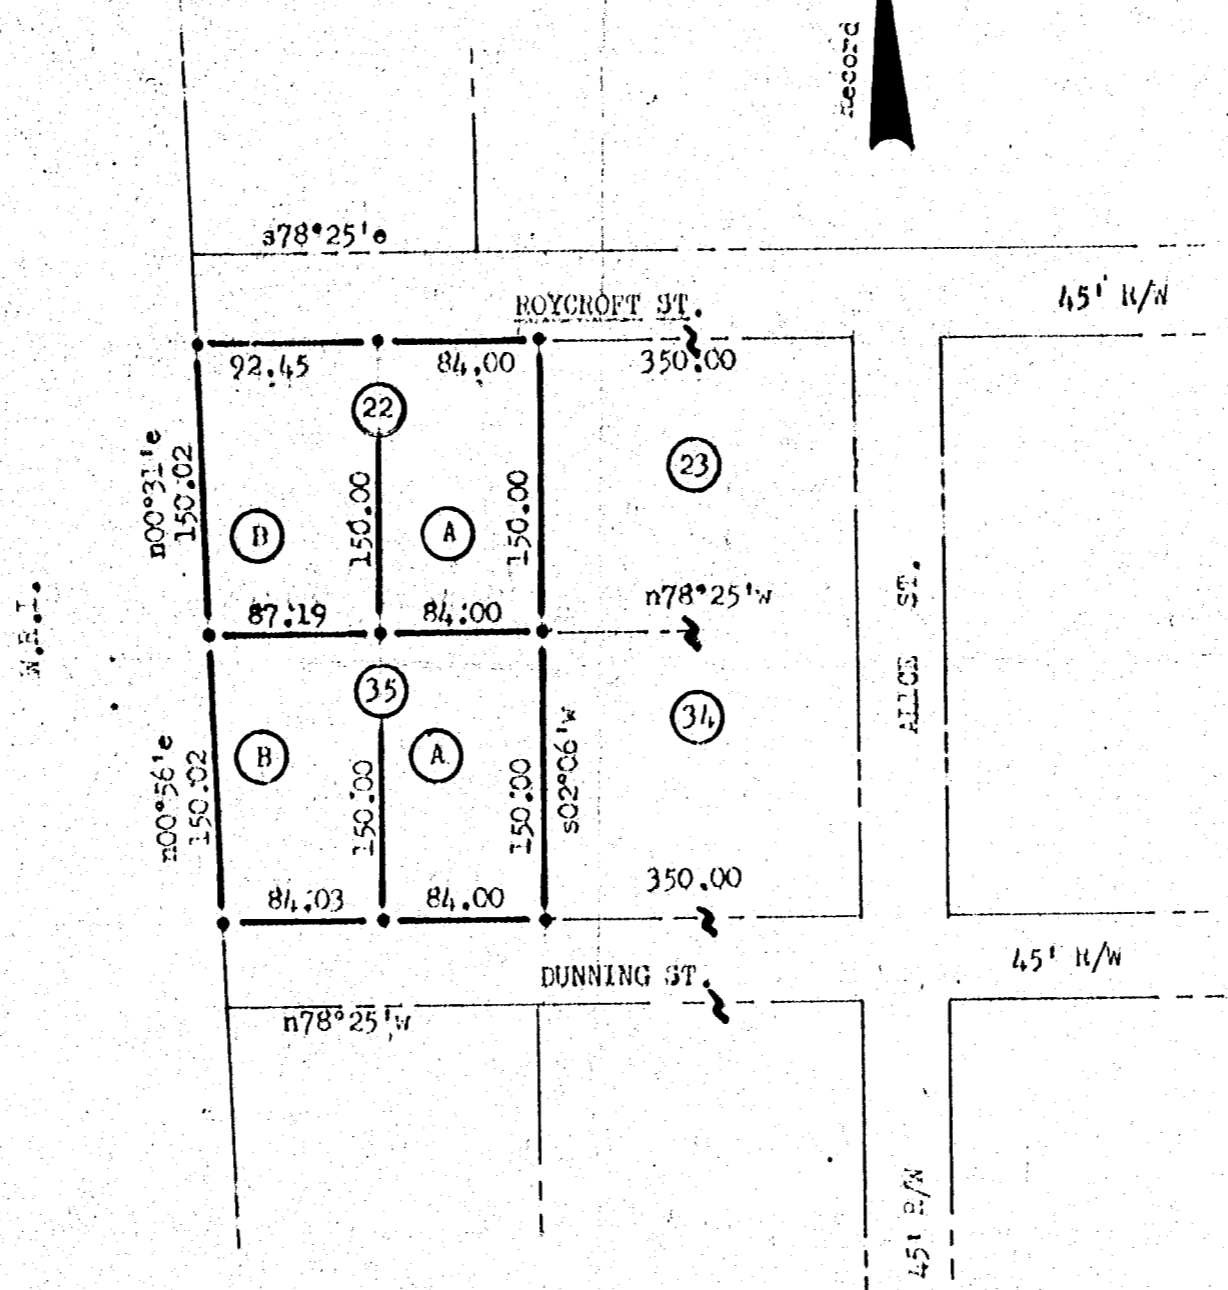 Record
s78°25'e
ROYCROFT ST.
45' R/W
92.45
84.00
350.00
22
23
n00°31'e
150.02
150.00
150.00
B
A
n78°25'w
87.19
84.00
ALICE ST.
35
34
n00°56'e
150.02
B
A
150.00
150.00
s02°06'w
84.03
84.00
350.00
DUNNING ST.
45' R/W
n78°25'w
45' R/W